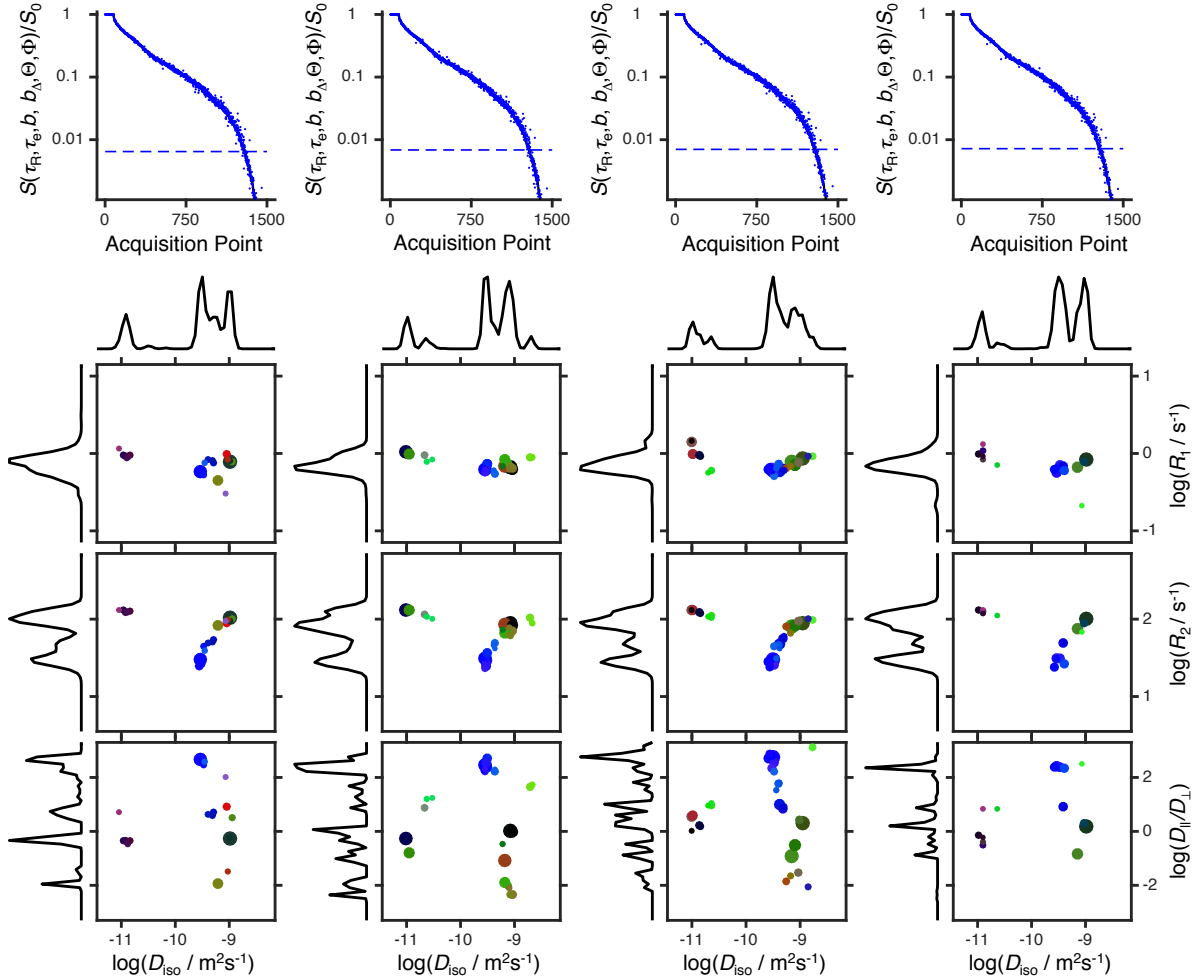 S(τR,τe,b, bΔ,Θ,Φ)/S0
1
0.1
0.01
0
750
1500
Acquisition Point
S(τR,τe,b, bΔ,Θ,Φ)/S0
1
0.1
0.01
0
750
1500
Acquisition Point
S(τR,τe,b, bΔ,Θ,Φ)/S0
1
0.1
0.01
0
750
1500
Acquisition Point
S(τR,τe,b, bΔ,Θ,Φ)/S0
1
0.1
0.01
0
750
1500
Acquisition Point
1
0
-1
log(R1 / s-1)
2
1
log(R2 / s-1)
2
0
-2
log(D||/D⊥)
-11 -10 -9
log(Diso / m2s-1)
-11 -10 -9
log(Diso / m2s-1)
-11 -10 -9
log(Diso / m2s-1)
-11 -10 -9
log(Diso / m2s-1)